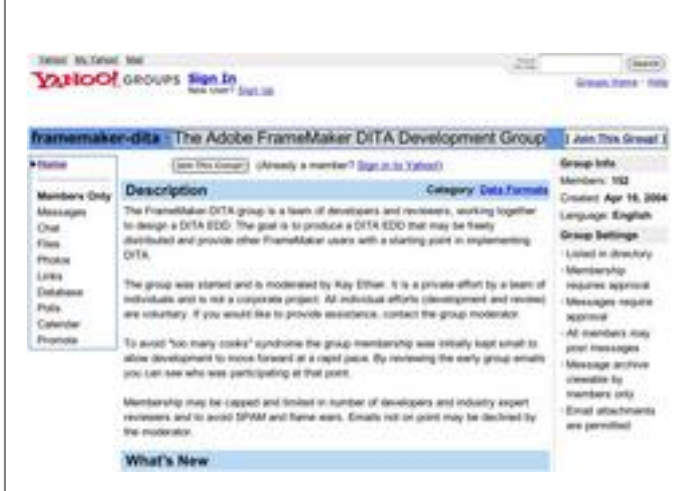 Yahoo! My Yahoo! Mail
Search
YAHOO! GROUPS Sign In
New User? Sign Up
Groups Home - Help
framemaker-dita : The Adobe FrameMaker DITA Development Group
[ Join This Group! ]
Home
Members Only
Messages
Chat
Files
Photos
Links
Database
Polls
Calendar
Promote
Join This Group! (Already a member? Sign in to Yahoo!)
Description Category: Data Formats
The FrameMaker DITA group is a team of developers and reviewers, working together
to design a DITA EDD. The goal is to produce a DITA EDD that may be freely
distributed and provide other FrameMaker users with a starting point in implementing
DITA.
The group was started and is moderated by Kay Ethier. It is a private effort by a team of
individuals and is not a corporate project. All individual efforts (development and review)
are voluntary. If you would like to provide assistance, contact the group moderator.
To avoid "too many cooks" syndrome the group membership was initially kept small to
allow development to move forward at a rapid pace. By reviewing the early group emails
you can see who was participating at that point.
Membership may be capped and limited in number of developers and industry expert
reviewers and to avoid SPAM and flame wars. Emails not on point may be declined by
the moderator.
What's New
Group Info
Members: 152
Created: Apr 2004
Language: English
Group Settings
· Listed in directory
· Membership
requires approval
· Messages require
approval
· All members may
post messages
· Message archive
viewable by
members only
· Email attachments
are permitted